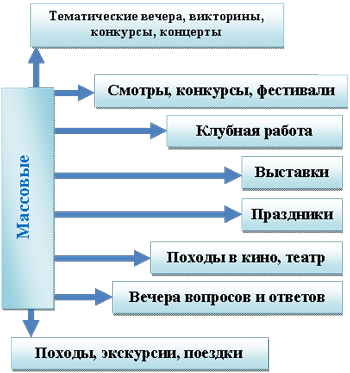 Тематические вечера, викторины,
конкурсы, концерты
Смотры, конкурсы, фестивали
Клубная работа
Выставки
Массовые
Праздники
Походы в кино, театр
Вечера вопросов и ответов
Походы, экскурсии, поездки